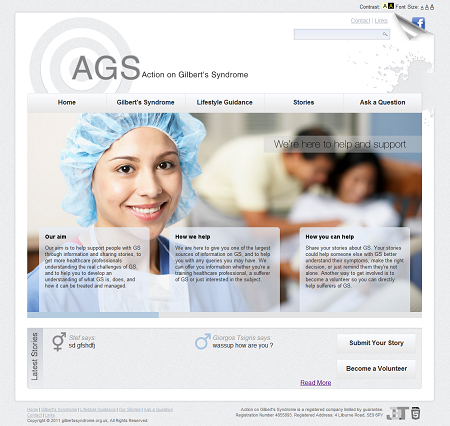 Contrast: A A Font Size: A A A
Contact | Links
AGS Action on Gilbert's Syndrome
Home Gilbert's Syndrome Lifestyle Guidance Stories Ask a Question
We're here to help and support
Our aim
Our aim is to help support people with GS
through information and sharing stories, to
get more healthcare professionals
understanding the real challenges of GS,
and to help you to develop an
understanding of what GS is, does, and
how it can be treated and managed.
How we help
We are here to give you one of the largest
sources of information on GS, and to help
you with any queries you may have. We
can offer you information whether you're a
training healthcare professional, a sufferer
of GS or just interested in the subject.
How you can help
Share your stories about GS. Your stories
could help someone else with GS better
understand their symptoms, make the right
decision, or just remind them they're not
alone. Another way to get involved is to
become a volunteer so you can directly
help sufferers of GS.
Latest Stories
Stef says
sd gfshdfj
Giorgos Tsigris says
wassup how are you ?
Read More
Submit Your Story
Become a Volunteer
Home | Gilbert's Syndrome | Lifestyle Guidance | Our Stories | Ask a Question
Contact | Links
Copyright © 2011 gilbertssyndrome.org.uk, All Rights Reserved.
Action on Gilbert's Syndrome is a registered company limited by guarantee.